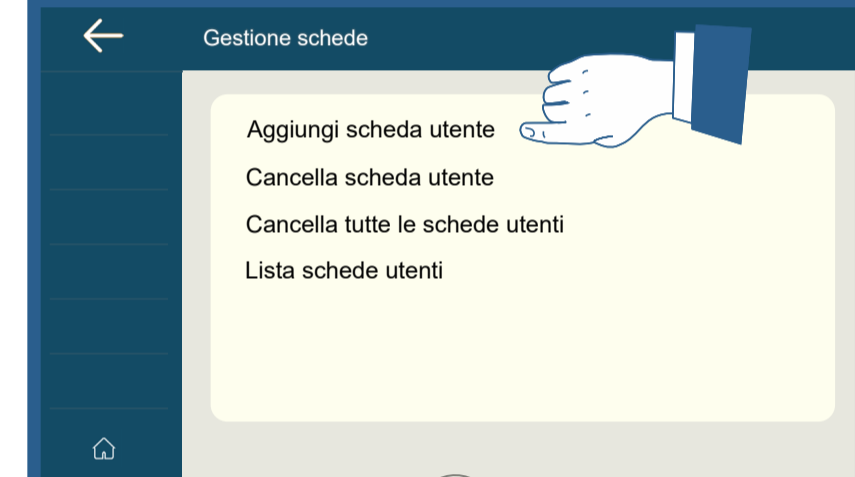 Gestione schede
Aggiungi scheda utente
Cancella scheda utente
Cancella tutte le schede utenti
Lista schede utenti